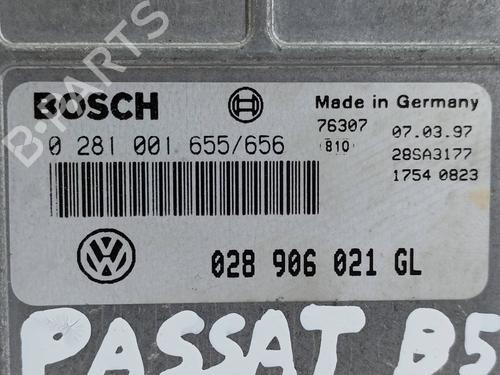 B-PARTS
BOSCH
Made in Germany
0 281 001 655/656
76307
07.03.97
810
28SA3177
1754 0823
028 906 021 GL
PASSAT B5